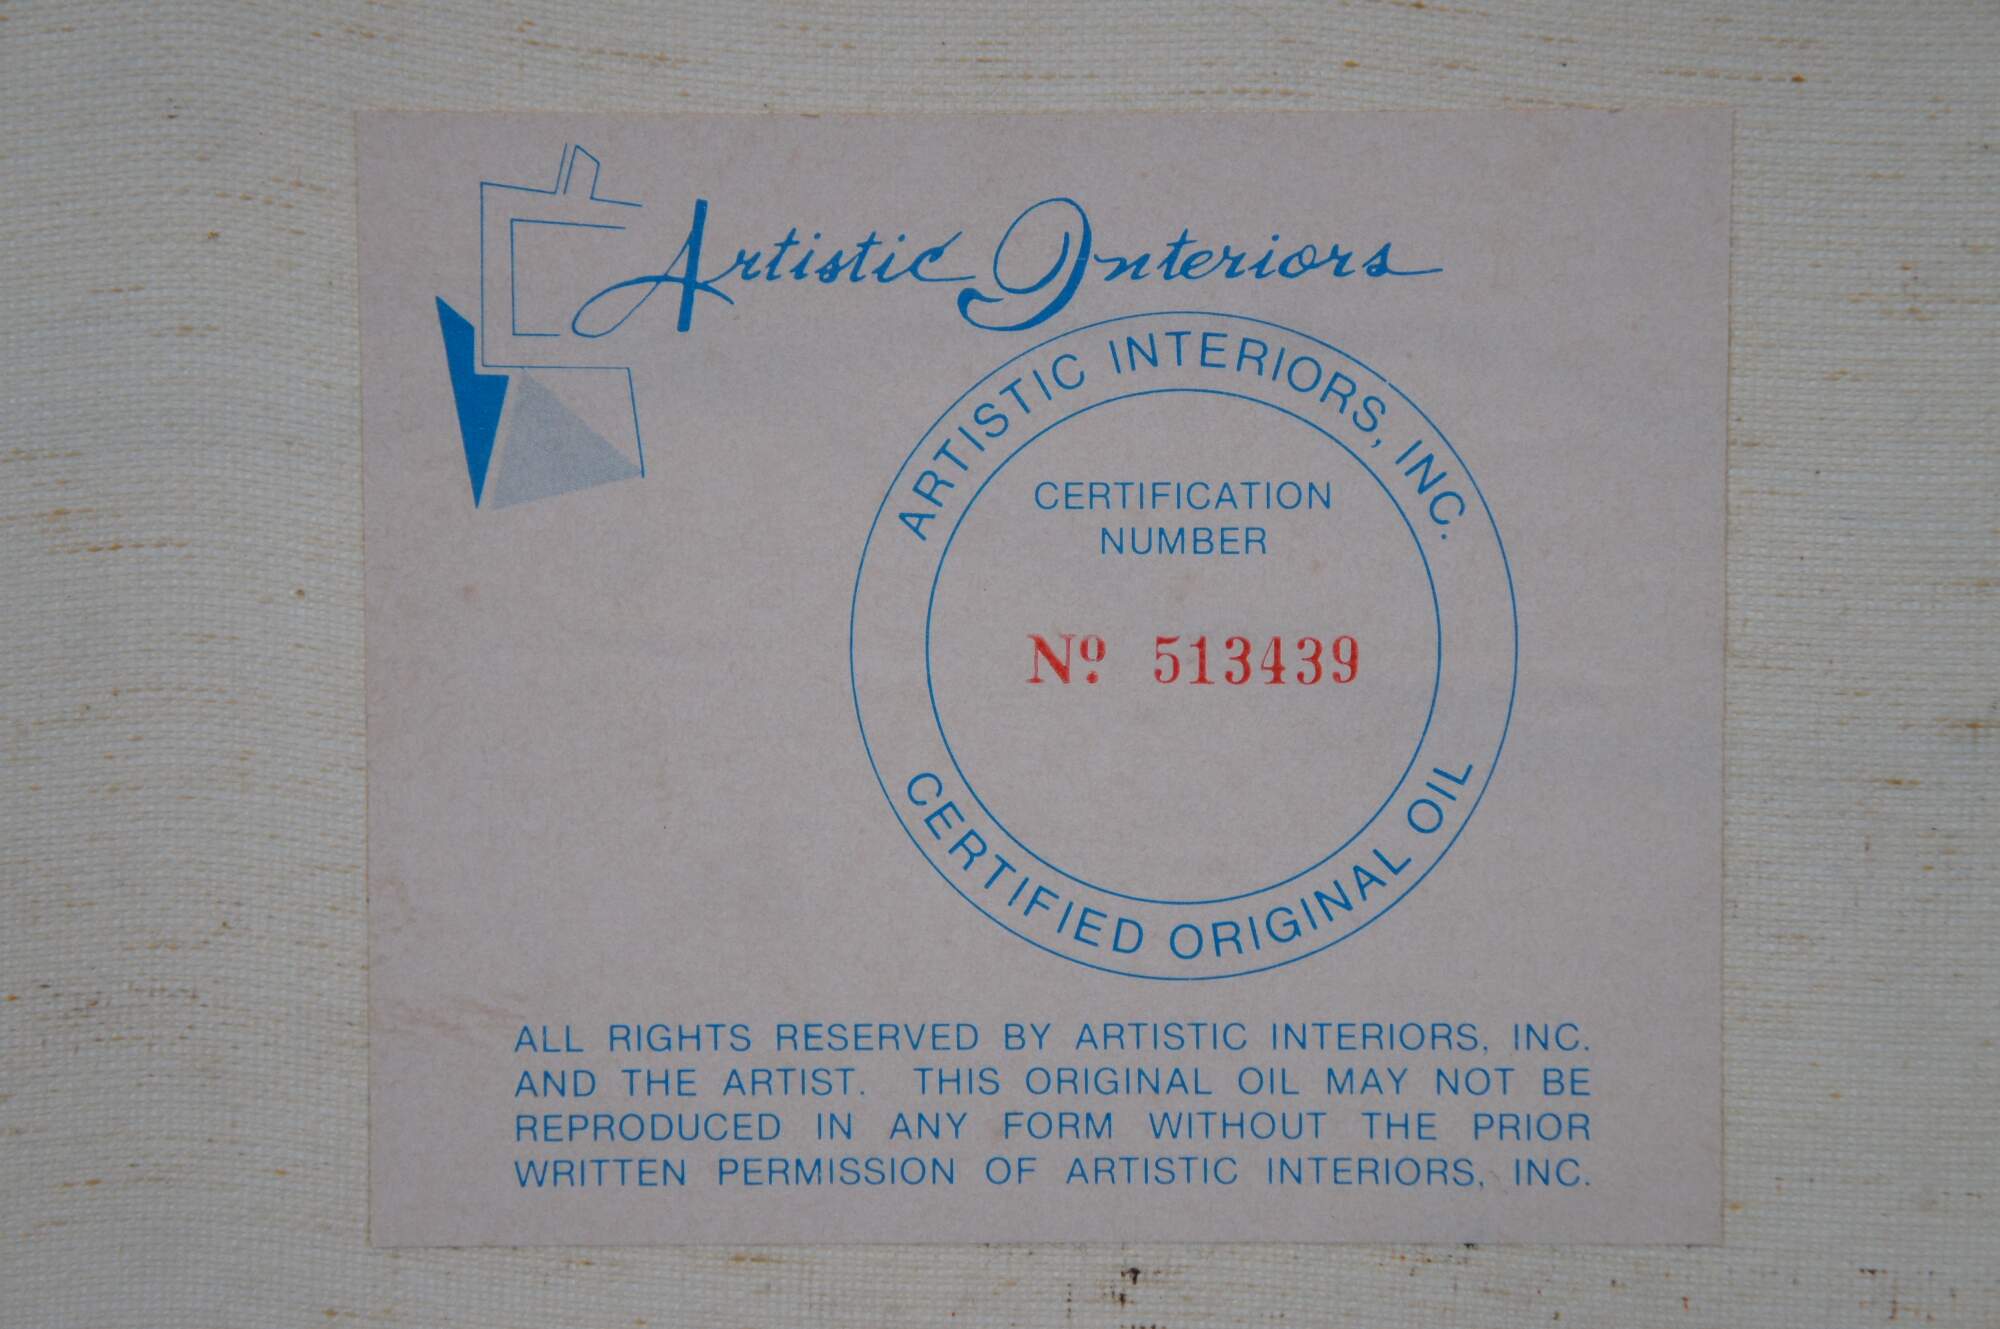 Artistic Interiors
ARTISTIC INTERIORS, INC.
CERTIFICATION
NUMBER
Nº 513439
CERTIFIED ORIGINAL OIL
ALL RIGHTS RESERVED BY ARTISTIC INTERIORS, INC.
AND THE ARTIST. THIS ORIGINAL OIL MAY NOT BE
REPRODUCED IN ANY FORM WITHOUT THE PRIOR
WRITTEN PERMISSION OF ARTISTIC INTERIORS, INC.